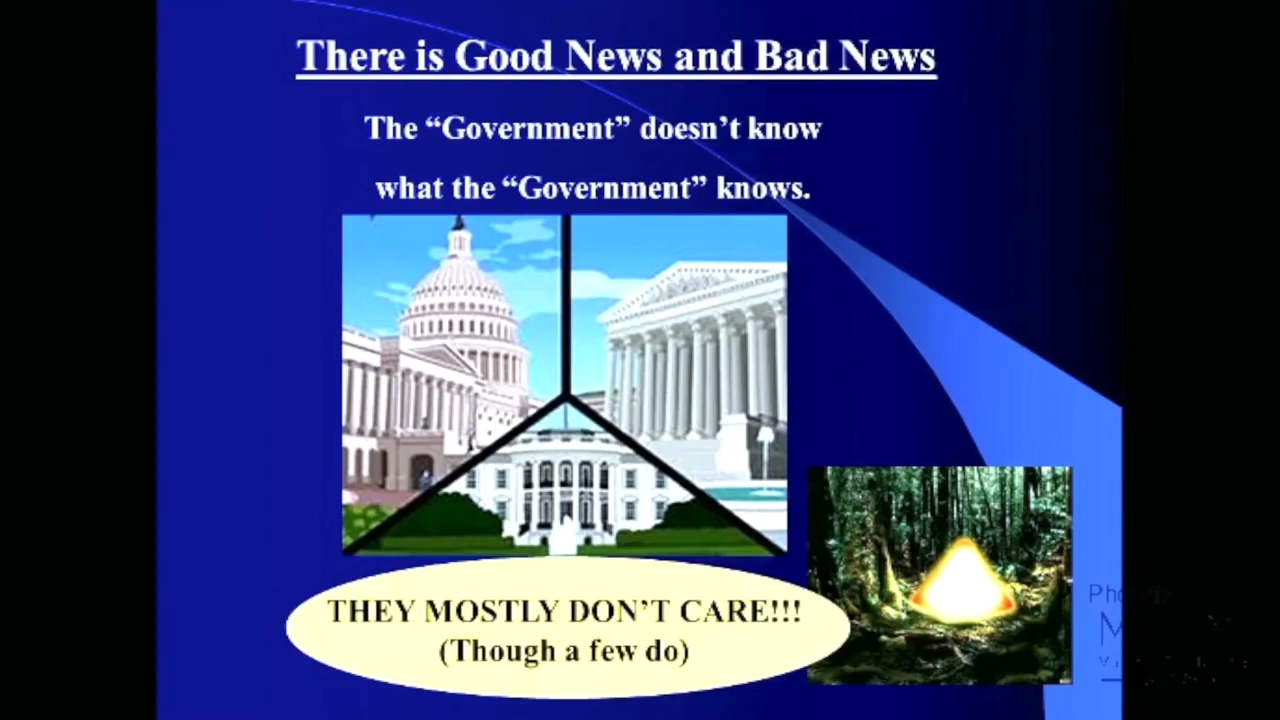 There is Good News and Bad News
The “Government” doesn’t know
what the “Government” knows.
THEY MOSTLY DON’T CARE!!!
(Though a few do)